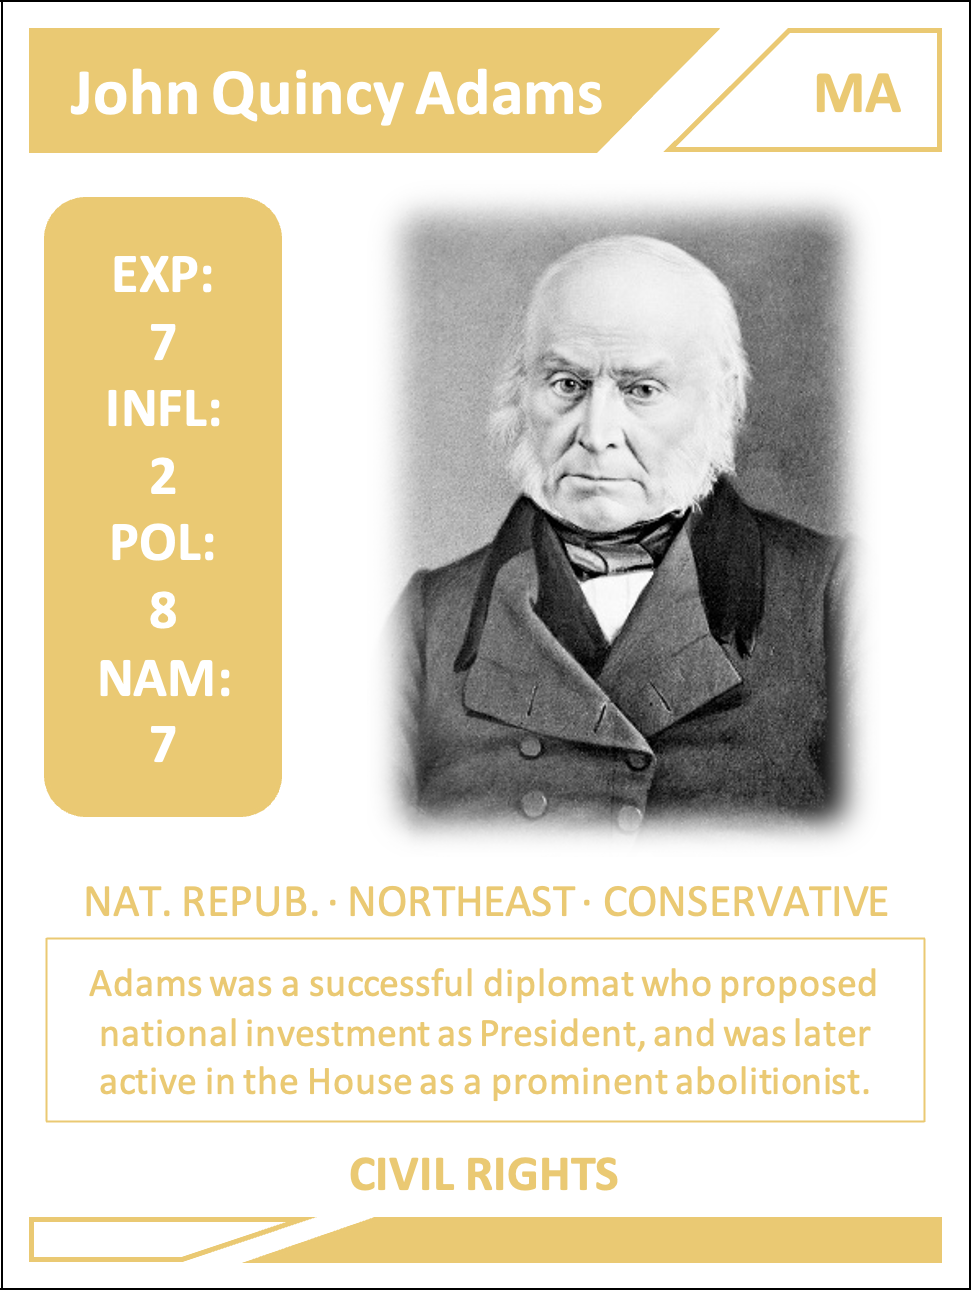 John Quincy Adams
MA
EXP:
7
INFL:
2
POL:
8
NAM:
7
NAT. REPUB. · NORTHEAST · CONSERVATIVE
Adams was a successful diplomat who proposed
national investment as President, and was later
active in the House as a prominent abolitionist.
CIVIL RIGHTS